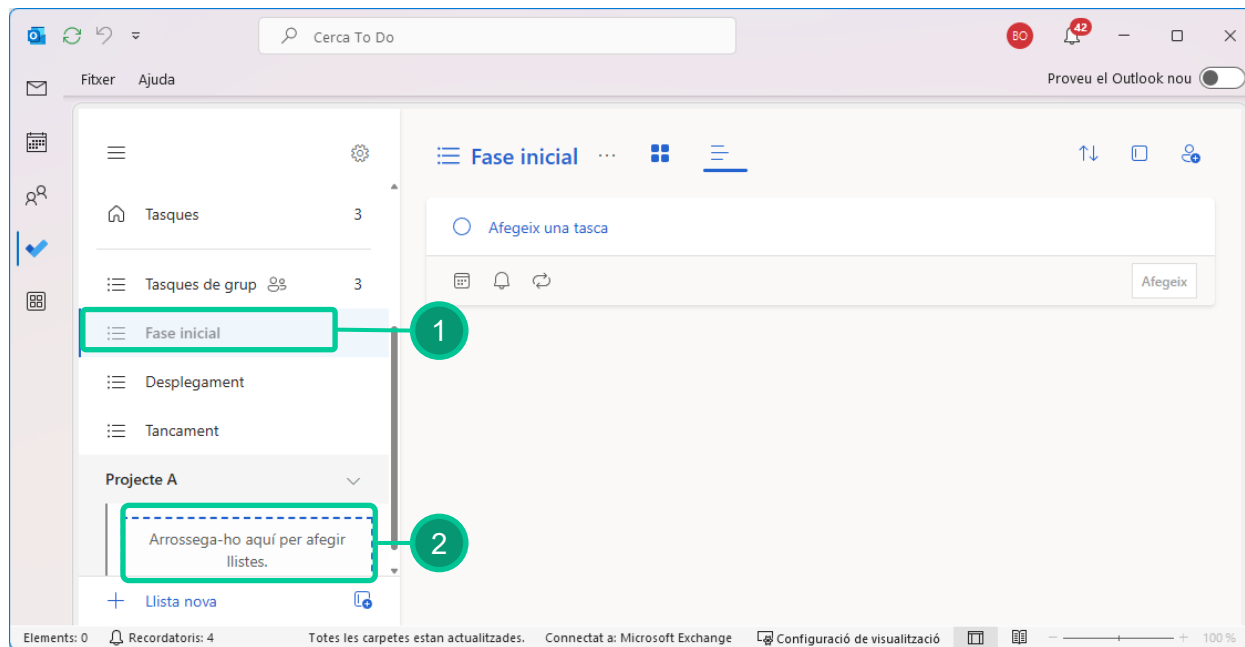 Cerca To Do
BO
42
Fitxer Ajuda
Proveu el Outlook nou
Fase inicial
Tasques 3
Afegeix una tasca
Tasques de grup 3
Afegeix
Fase inicial
1
Desplegament
Tancament
Projecte A
Arrossega-ho aquí per afegir
llistes.
2
Llista nova
Elements: 0 Recordatoris: 4 Totes les carpetes estan actualitzades. Connectat a: Microsoft Exchange Configuració de visualització 100 %